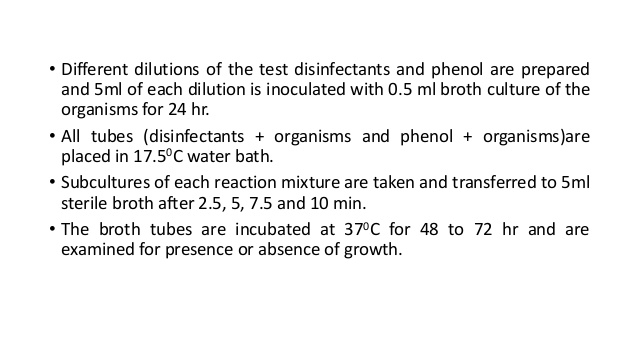 • Different dilutions of the test disinfectants and phenol are prepared
and 5ml of each dilution is inoculated with 0.5 ml broth culture of the
organisms for 24 hr.
• All tubes (disinfectants + organisms and phenol + organisms)are
placed in 17.5⁰C water bath.
• Subcultures of each reaction mixture are taken and transferred to 5ml
sterile broth after 2.5, 5, 7.5 and 10 min.
• The broth tubes are incubated at 37⁰C for 48 to 72 hr and are
examined for presence or absence of growth.